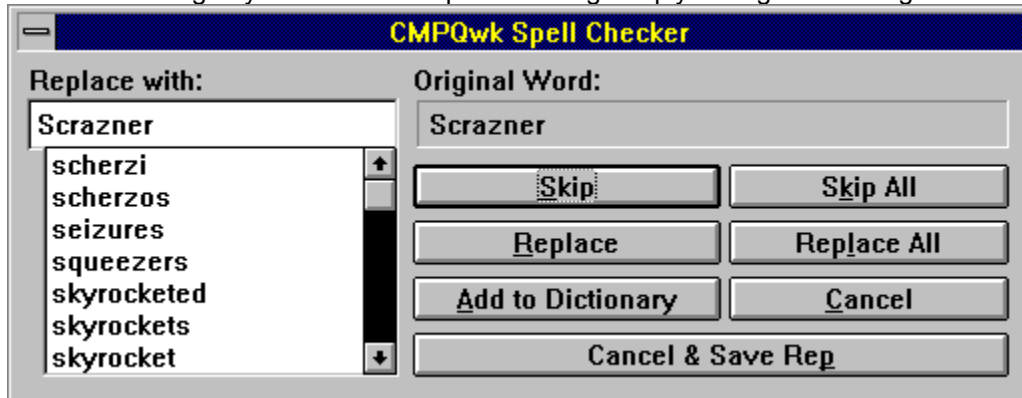 CMPQwk Spell Checker
Replace with:
Original Word:
Scrazner
Scrazner
scherzi
scherzos
seizures
squeezers
skyrocketed
skyrockets
skyrocket
Skip
Skip All
Replace
Replace All
Add to Dictionary
Cancel
Cancel & Save Rep